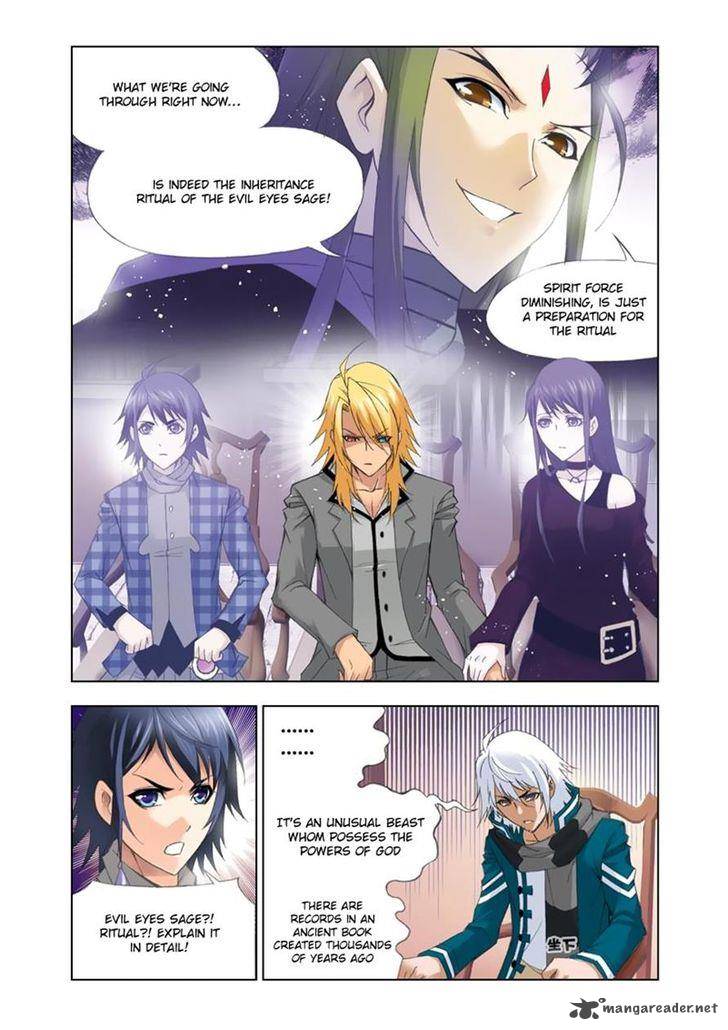 WHAT WE'RE GOING
THROUGH RIGHT NOW...
IS INDEED THE INHERITANCE
RITUAL OF THE EVIL EYES SAGE!
SPIRIT FORCE
DIMINISHING, IS JUST
A PREPARATION FOR
THE RITUAL
EVIL EYES SAGE?!
RITUAL?! EXPLAIN IT
IN DETAIL!
......
......
IT'S AN UNUSUAL BEAST
WHOM POSSESS THE
POWERS OF GOD
THERE ARE
RECORDS IN AN
ANCIENT BOOK
CREATED THOUSANDS
OF YEARS AGO
坐下
mangareader.net